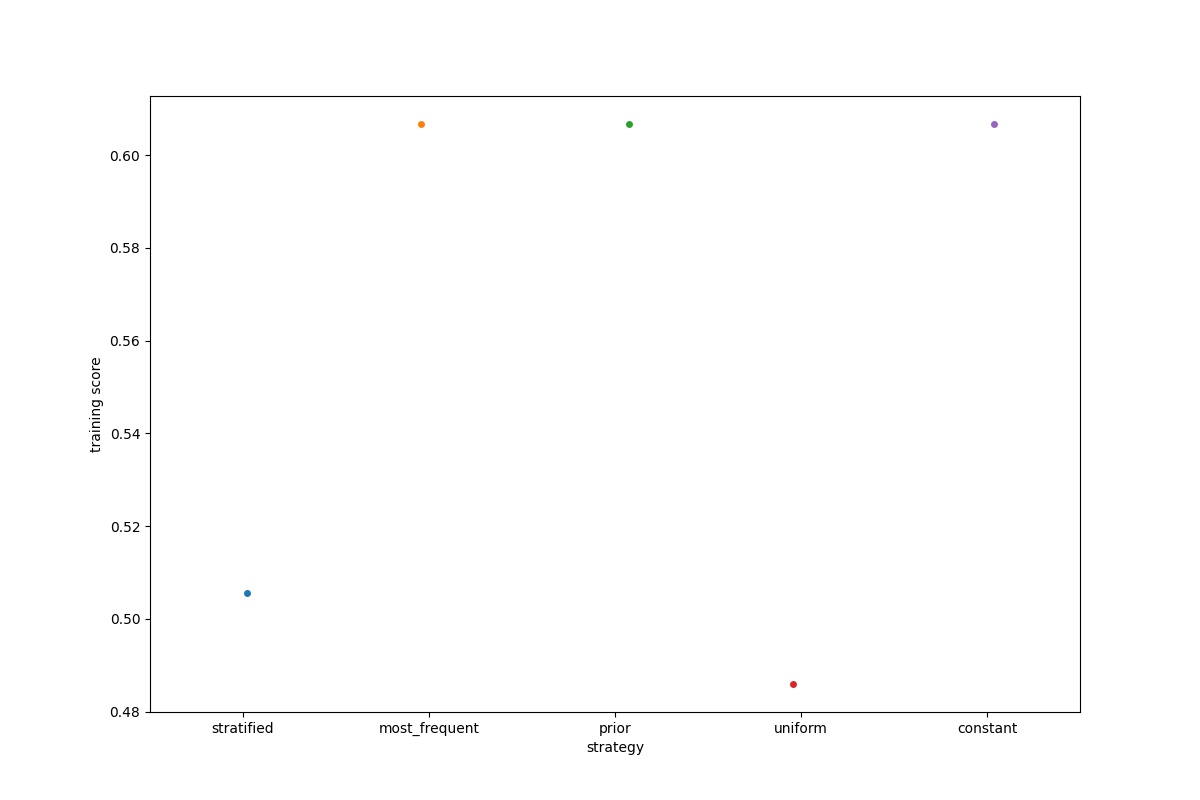 0.60
0.58
0.56
0.54
0.52
0.50
0.48
training score
stratified
most_frequent
prior
uniform
constant
strategy